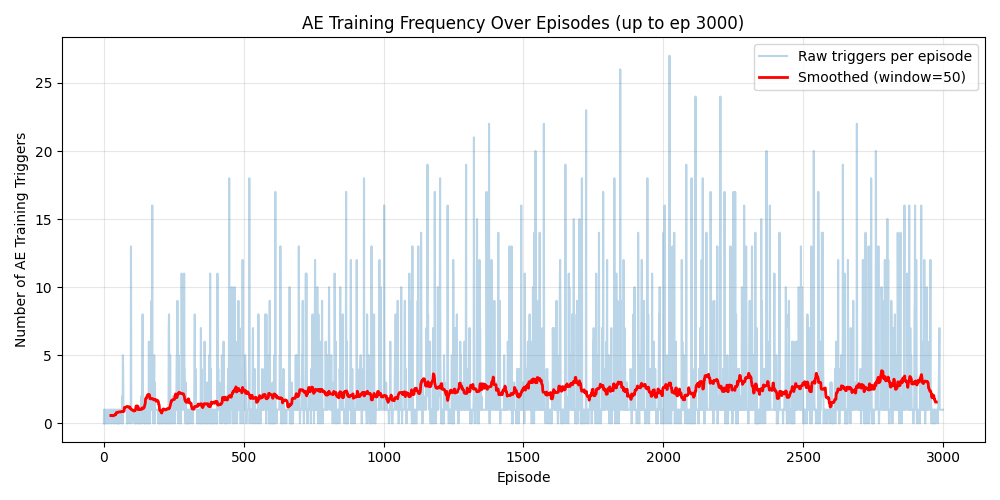 AE Training Frequency Over Episodes (up to ep 3000)
Raw triggers per episode
Smoothed (window=50)
Number of AE Training Triggers
25
20
15
10
5
0
0 500 1000 1500 2000 2500 3000
Episode